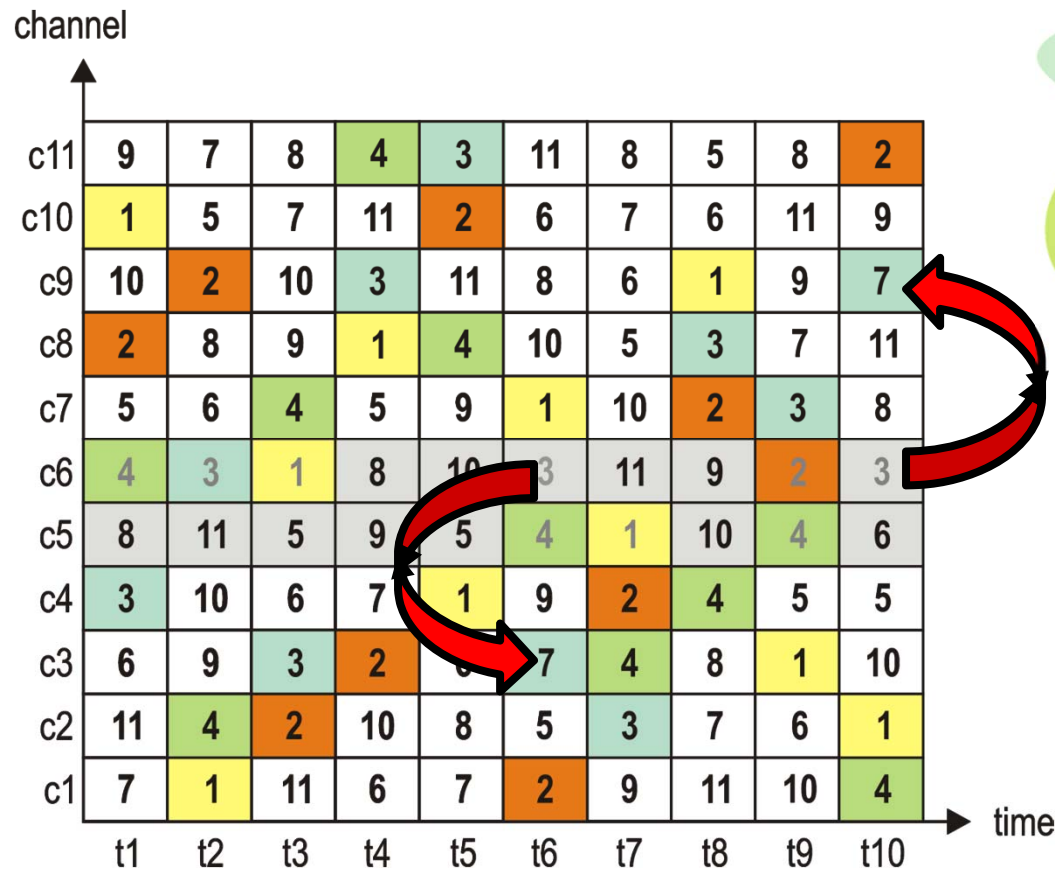 channel
c11 9 7 8 4 3 11 8 5 8 2
c10 1 5 7 11 2 6 7 6 11 9
c9 10 2 10 3 11 8 6 1 9 7
c8 2 8 9 1 4 10 5 3 7 11
c7 5 6 4 5 9 1 10 2 3 8
c6 4 3 1 8 10 3 11 9 2 3
c5 8 11 5 9 5 4 1 10 4 6
c4 3 10 6 7 1 9 2 4 5 5
c3 6 9 3 2 7 4 8 1 10
c2 11 4 2 10 8 5 3 7 6 1
c1 7 1 11 6 7 2 9 11 10 4
time
t1 t2 t3 t4 t5 t6 t7 t8 t9 t10